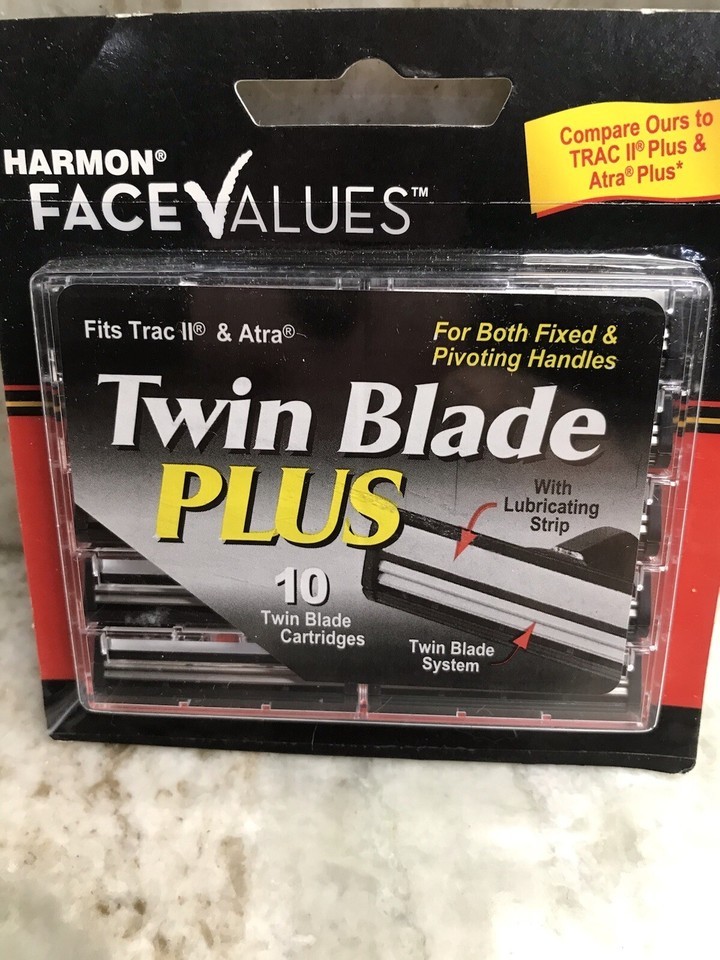 HARMON®
FACEVALUES™
Compare Ours to
TRAC II® Plus &
Atra® Plus*
Fits Trac II® & Atra®
For Both Fixed &
Pivoting Handles
Twin Blade
PLUS
With
Lubricating
Strip
10
Twin Blade
Cartridges
Twin Blade
System